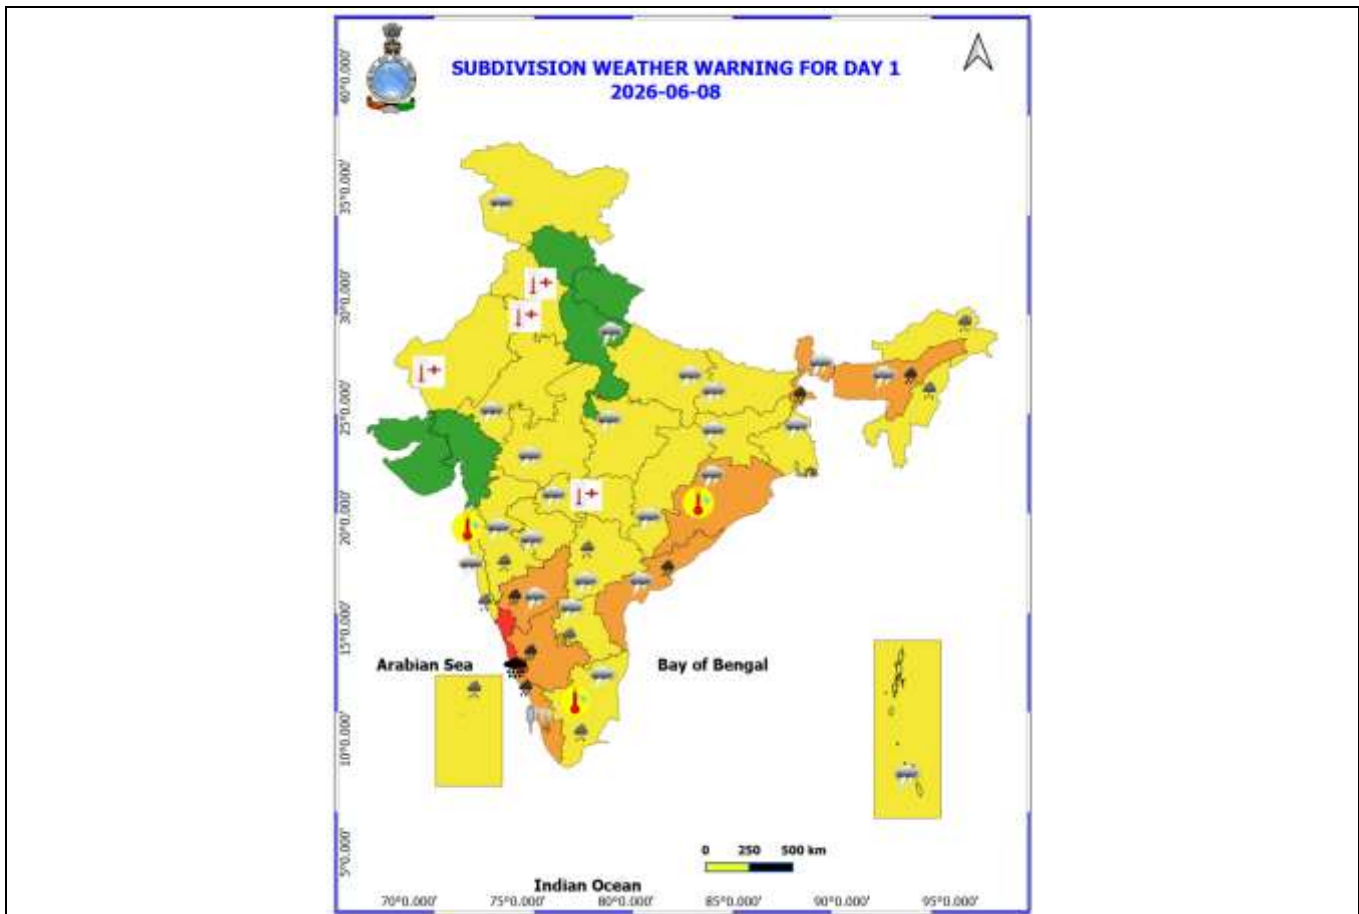 SUBDIVISION WEATHER WARNING FOR DAY 1
2026-06-08
40°0.000'
35°0.000'
30°0.000'
25°0.000'
20°0.000'
15°0.000'
10°0.000'
5°0.000'
Arabian Sea
Bay of Bengal
0 250 500 km
Indian Ocean
70°0.000' 75°0.000' 80°0.000' 85°0.000' 90°0.000' 95°0.000'